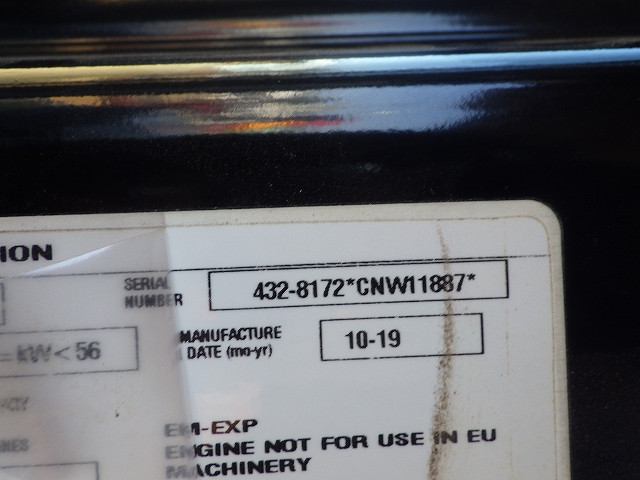 ION
SERIAL
NUMBER
432-8172*CNW11887*
= kW < 56
MANUFACTURE
DATE (mo-yr)
10-19
EM-EXP
ENGINE NOT FOR USE IN EU
MACHINERY